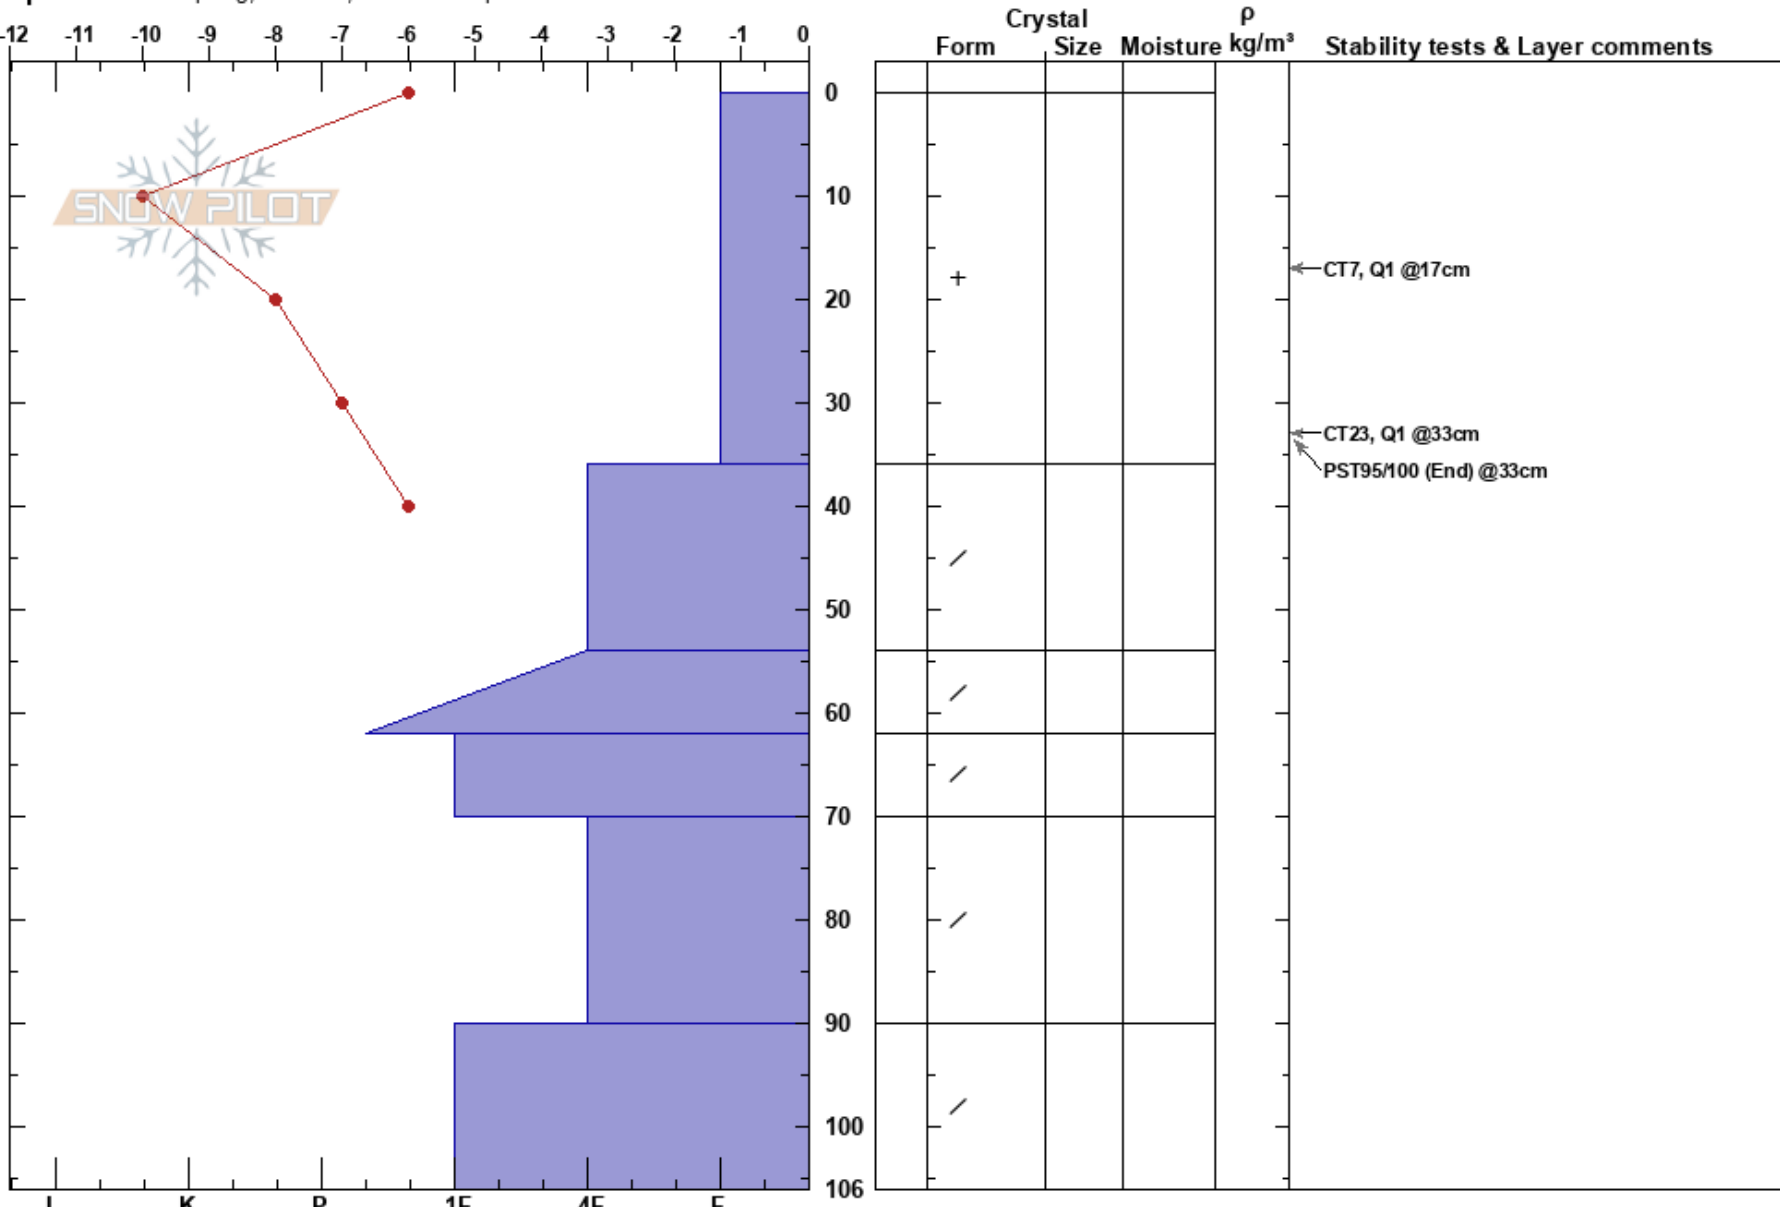 -12 -11 -10 -9 -8 -7 -6 -5 -4 -3 -2 -1 0
Crystal
Form Size Moisture ρ kg/m³ Stability tests & Layer comments
0
10
SNOW PILOT
CT7, Q1 @17cm
20
30
CT23, Q1 @33cm
PST95/100 (End) @33cm
40
50
60
70
80
90
100
106
I K P 1F 4F F